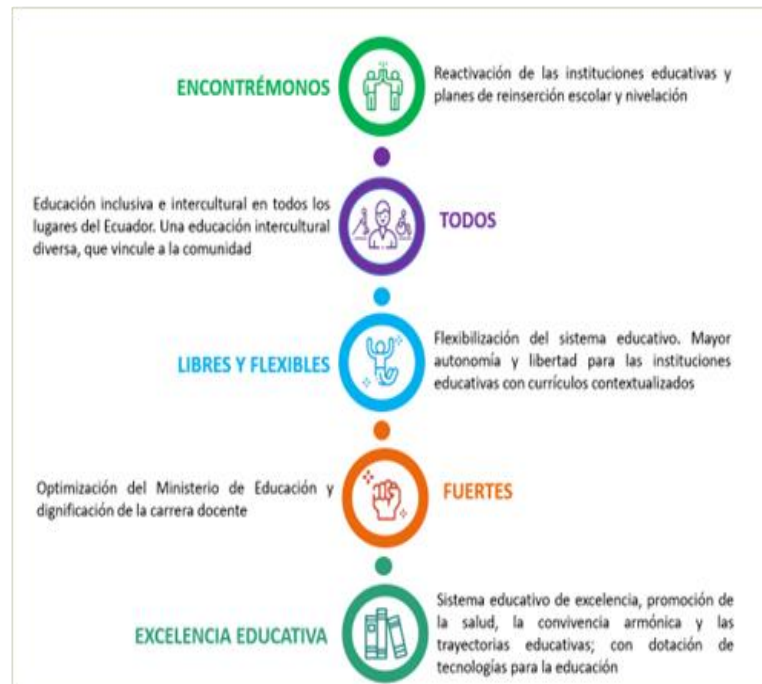 ENCONTRÉMONOS
Reactivación de las instituciones educativas y
planes de reinserción escolar y nivelación
Educación inclusiva e intercultural en todos los
lugares del Ecuador. Una educación intercultural
diversa, que vincule a la comunidad
TODOS
LIBRES Y FLEXIBLES
Flexibilización del sistema educativo. Mayor
autonomía y libertad para las instituciones
educativas con currículos contextualizados
Optimización del Ministerio de Educación y
dignificación de la carrera docente
FUERTES
EXCELENCIA EDUCATIVA
Sistema educativo de excelencia, promoción de
la salud, la convivencia armónica y las
trayectorias educativas; con dotación de
tecnologías para la educación